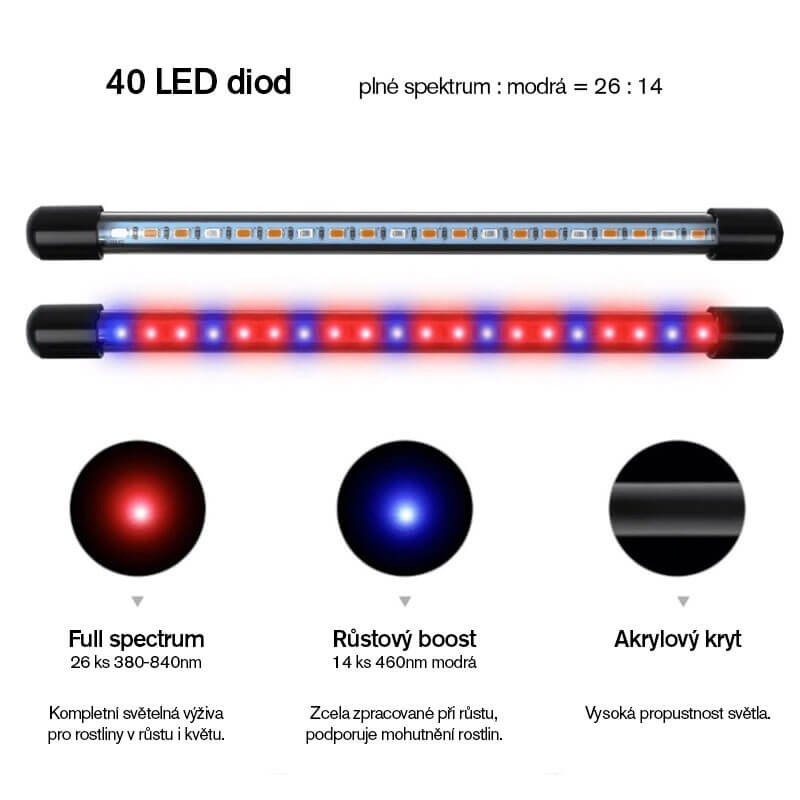 40 LED diod
plné spektrum : modrá = 26 : 14
Full spectrum
26 ks 380-840nm
Kompletní světelná výživa
pro rostliny v růstu i květu.
Růstový boost
14 ks 460nm modrá
Zcela zpracované při růstu,
podporuje mohutnění rostlin.
Akrylový kryt
Vysoká propustnost světla.